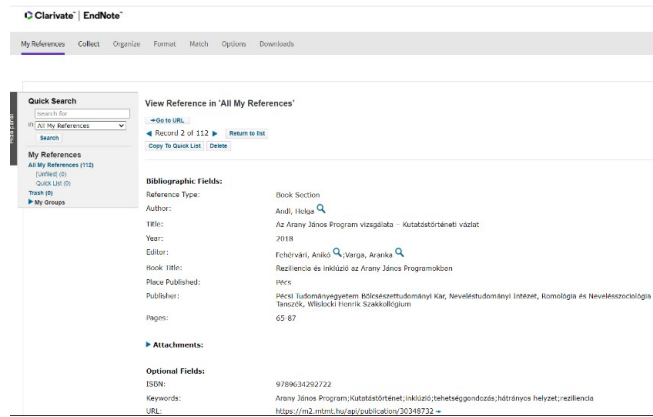 Clarivate™ | EndNote™
My References Collect Organize Format Match Options Downloads
Quick Search
Search for
in All My References
Search
My References
All My References (112)
[Unfiled] (0)
Quick List (0)
Trash (0)
My Groups
View Reference in 'All My References'
Go to URL
Record 2 of 112 Return to list
Copy To Quick List Delete
Bibliographic Fields:
Reference Type: Book Section
Author: Andl, Helga
Title: Az Arany János Program vizsgálata – Kutatástörténeti vázlat
Year: 2018
Editor: Fehérvári, Anikó ;Varga, Aranka
Book Title: Reziliencia és inklúzió az Arany János Programokban
Place Published: Pécs
Publisher: Pécsi Tudományegyetem Bölcsészettudományi Kar, Neveléstudományi Intézet, Romológia és Nevelésszociológia
Tanszék, Wlislocki Henrik Szakkollégium
Pages: 65-87
Attachments:
Optional Fields:
ISBN: 9789634292722
Keywords: Arany János Program;Kutatástörténet;inklúzió;tehetséggondozás;hátrányos helyzet;reziliencia
URL: https://m2.mtmt.hu/api/publication/30348732